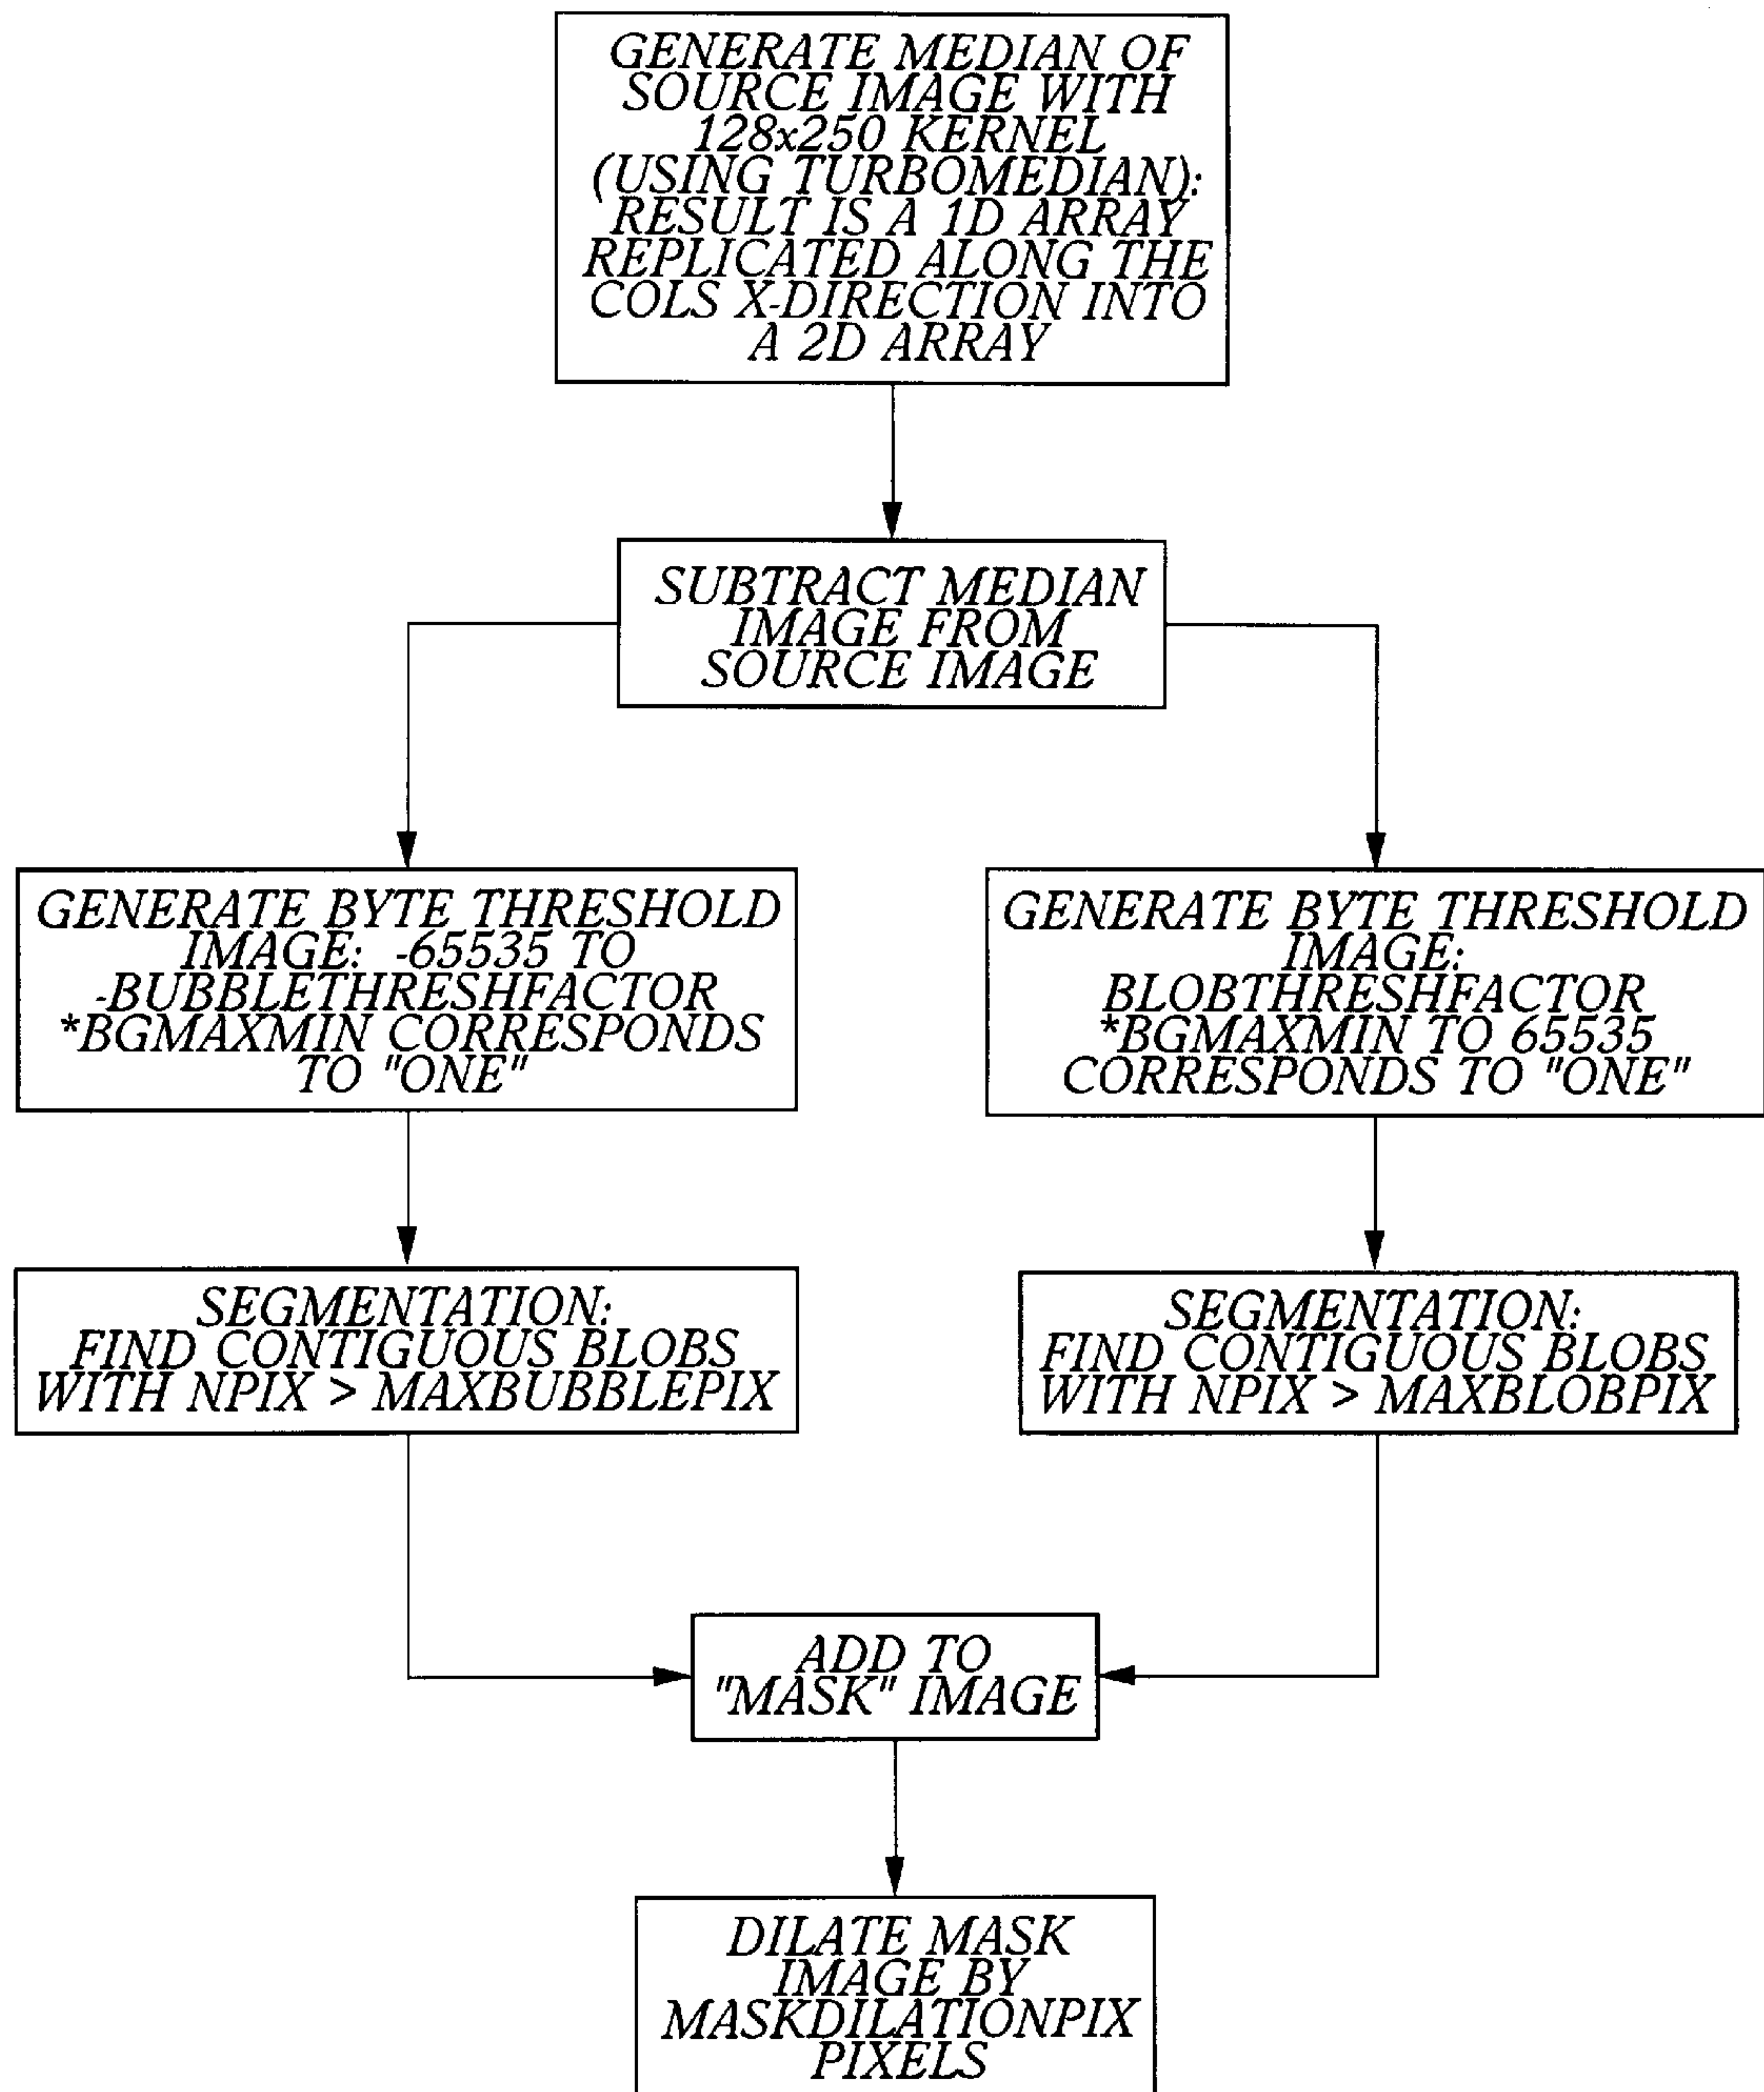 GENERATE MEDIAN OF
SOURCE IMAGE WITH
128x250 KERNEL
(USING TURBOMEDIAN):
RESULT IS A 1D ARRAY
REPLICATED ALONG THE
COLS X-DIRECTION INTO
A 2D ARRAY
SUBTRACT MEDIAN
IMAGE FROM
SOURCE IMAGE
GENERATE BYTE THRESHOLD
IMAGE: -65535 TO
-BUBBLETHRESHFACTOR
*BGMAXMIN CORRESPONDS
TO "ONE"
GENERATE BYTE THRESHOLD
IMAGE:
BLOBTHRESHFACTOR
*BGMAXMIN TO 65535
CORRESPONDS TO "ONE"
SEGMENTATION:
FIND CONTIGUOUS BLOBS
WITH NPIX > MAXBUBBLEPIX
SEGMENTATION:
FIND CONTIGUOUS BLOBS
WITH NPIX > MAXBLOBPIX
ADD TO
"MASK" IMAGE
DILATE MASK
IMAGE BY
MASKDILATIONPIX
PIXELS